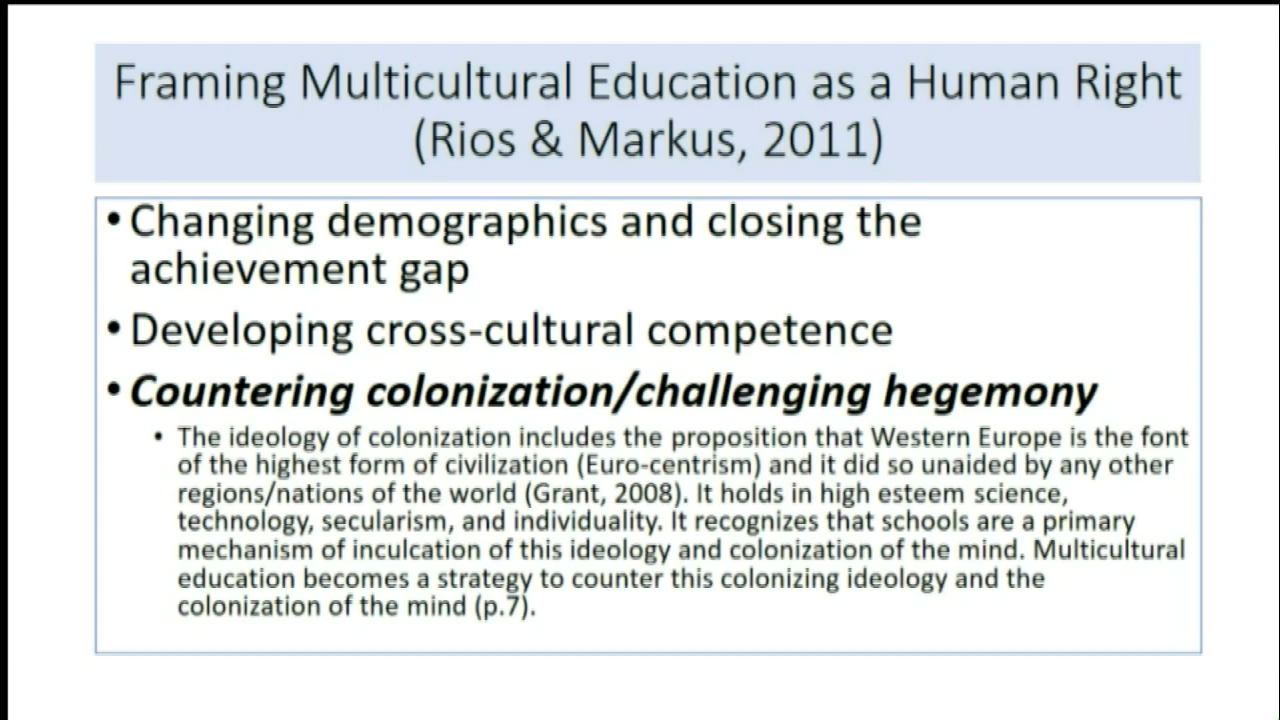 Framing Multicultural Education as a Human Right
(Rios & Markus, 2011)
• Changing demographics and closing the
achievement gap
• Developing cross-cultural competence
• Countering colonization/challenging hegemony
• The ideology of colonization includes the proposition that Western Europe is the font
of the highest form of civilization (Euro-centrism) and it did so unaided by any other
regions/nations of the world (Grant, 2008). It holds in high esteem science,
technology, secularism, and individuality. It recognizes that schools are a primary
mechanism of inculcation of this ideology and colonization of the mind. Multicultural
education becomes a strategy to counter this colonizing ideology and the
colonization of the mind (p.7).